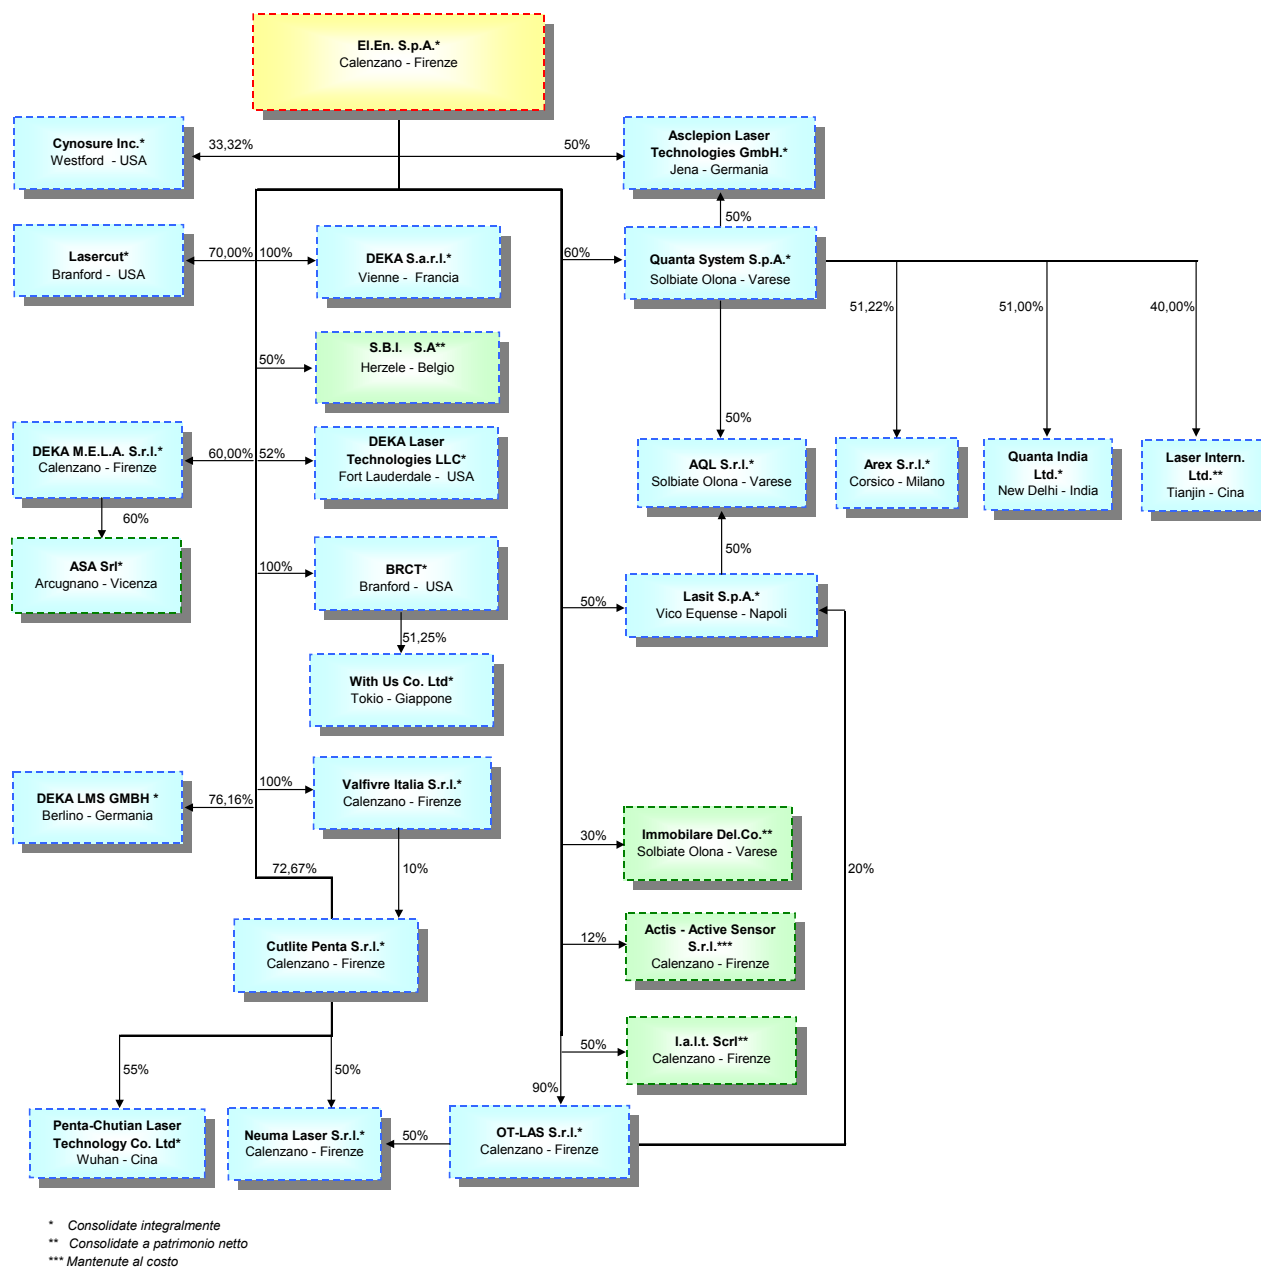 El.En. S.p.A.*
Calenzano - Firenze
Cynosure Inc.*
Westford - USA
33,32%
50%
Asclepion Laser
Technologies GmbH.*
Jena - Germania
50%
Lasercut*
Branford - USA
70,00%
100%
DEKA S.a.r.l.*
Vienne - Francia
60%
Quanta System S.p.A.*
Solbiate Olona - Varese
51,22%
51,00%
40,00%
50%
S.B.I. S.A**
Herzele - Belgio
50%
DEKA M.E.L.A. S.r.l.*
Calenzano - Firenze
60,00%
52%
DEKA Laser
Technologies LLC*
Fort Lauderdale - USA
AQL S.r.l.*
Solbiate Olona - Varese
Arex S.r.l.*
Corsico - Milano
Quanta India
Ltd.*
New Delhi - India
Laser Intern.
Ltd.**
Tianjin - Cina
60%
ASA Srl*
Arcugnano - Vicenza
100%
BRCT*
Branford - USA
50%
50%
Lasit S.p.A.*
Vico Equense - Napoli
51,25%
With Us Co. Ltd*
Tokio - Giappone
DEKA LMS GMBH *
Berlino - Germania
76,16%
100%
Valfivre Italia S.r.l.*
Calenzano - Firenze
30%
Immobilare Del.Co.**
Solbiate Olona - Varese
72,67%
10%
20%
Cutlite Penta S.r.l.*
Calenzano - Firenze
12%
Actis - Active Sensor
S.r.l.***
Calenzano - Firenze
50%
I.a.l.t. Scrl**
Calenzano - Firenze
55%
50%
90%
Penta-Chutian Laser
Technology Co. Ltd*
Wuhan - Cina
Neuma Laser S.r.l.*
Calenzano - Firenze
50%
OT-LAS S.r.l.*
Calenzano - Firenze
* Consolidate integralmente
** Consolidate a patrimonio netto
*** Mantenute al costo